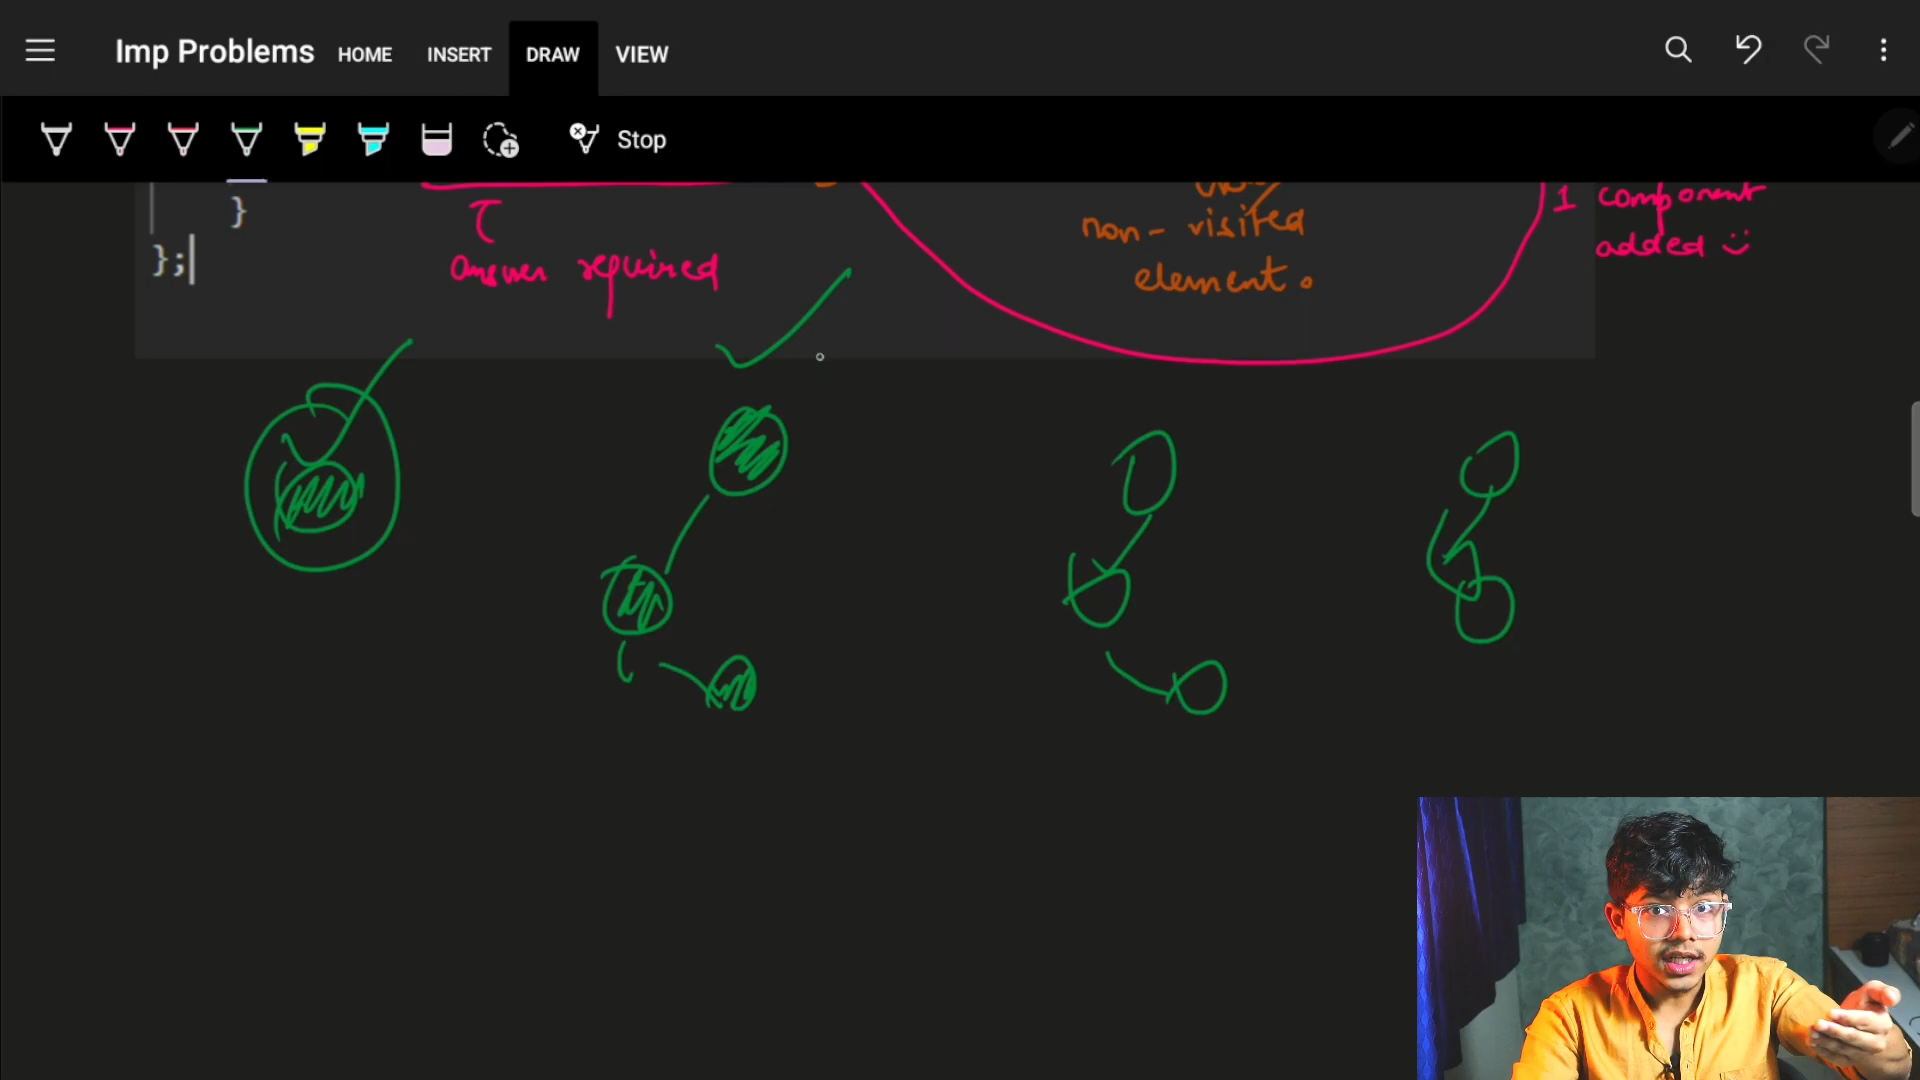 Imp Problems HOME INSERT DRAW VIEW
Stop
}
};
answer required
non-visited
element.
1 component
added :)